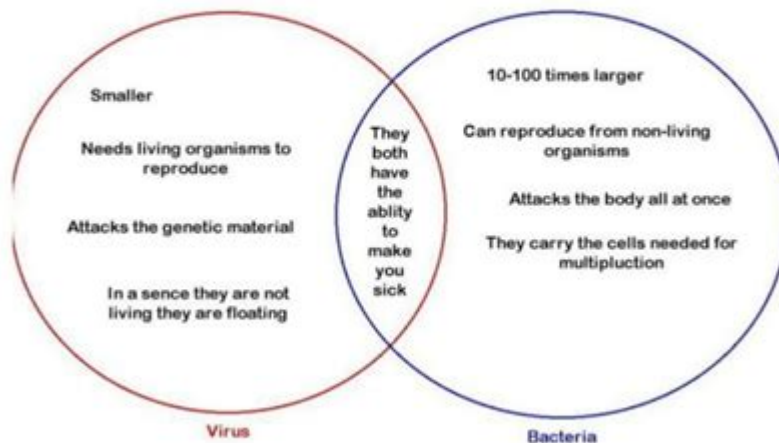 Smaller
Needs living organisms to
reproduce
Attacks the genetic material
In a sence they are not
living they are floating
They
both
have
the
ablity
to
make
you
sick
10-100 times larger
Can reproduce from non-living
organisms
Attacks the body all at once
They carry the cells needed for
multipluction
Virus
Bacteria